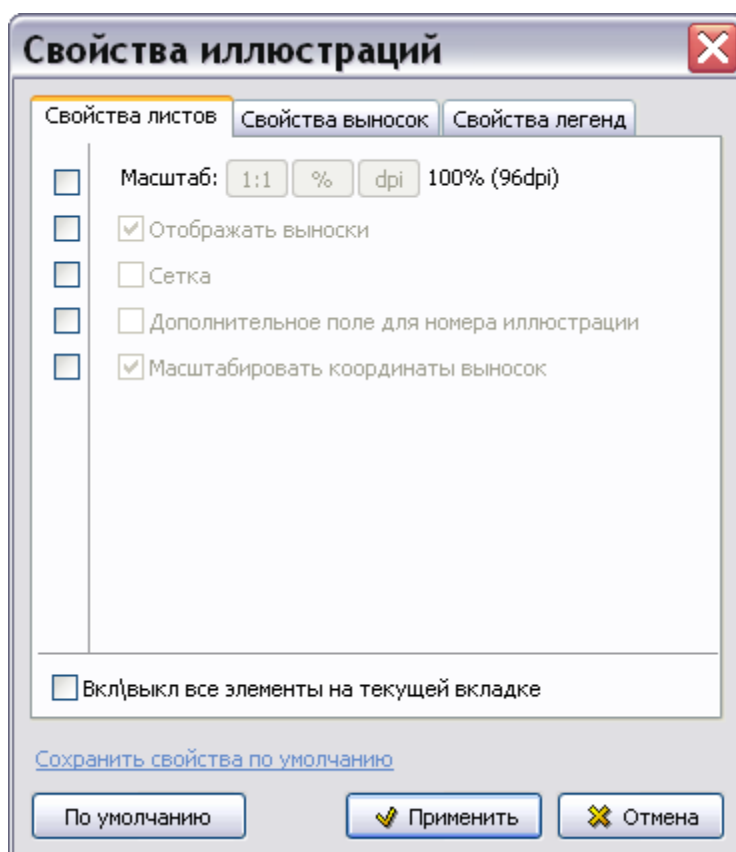 Свойства иллюстраций
Свойства листов Свойства выносок Свойства легенд
Масштаб: 1:1 % dpi 100% (96dpi)
Отображать выноски
Сетка
Дополнительное поле для номера иллюстрации
Масштабировать координаты выносок
Вкл\выкл все элементы на текущей вкладке
Сохранить свойства по умолчанию
По умолчанию Применить Отмена